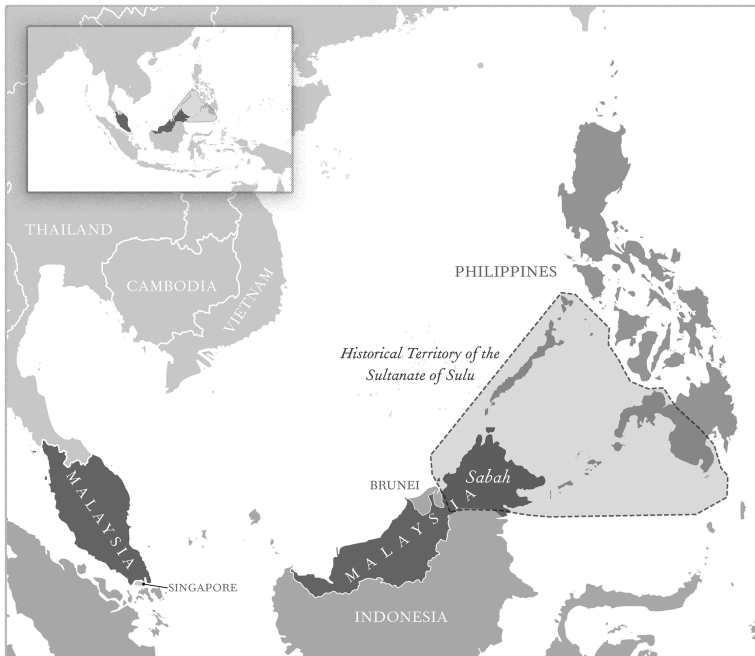 THAILAND
CAMBODIA
VIETNAM
PHILIPPINES
Historical Territory of the
Sultanate of Sulu
MALAYSIA
BRUNEI
Sabah
MALAYSIA
SINGAPORE
INDONESIA